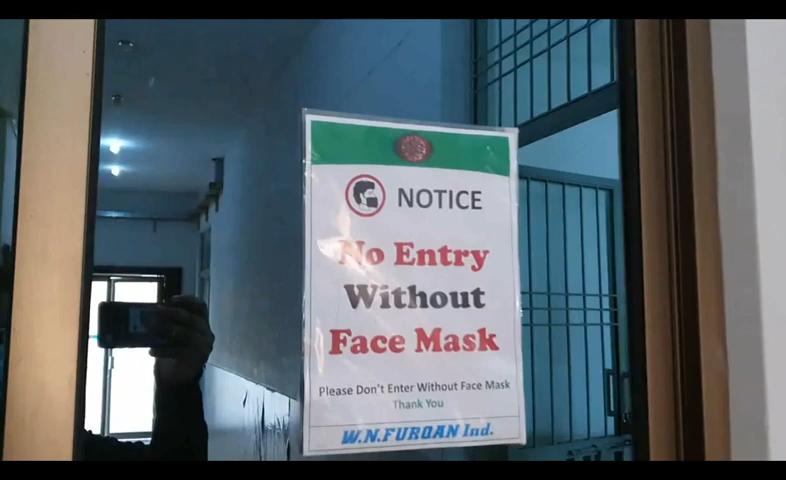 NOTICE
No Entry
Without
Face Mask
Please Don't Enter Without Face Mask
Thank You
W.N.FURQAN Ind.